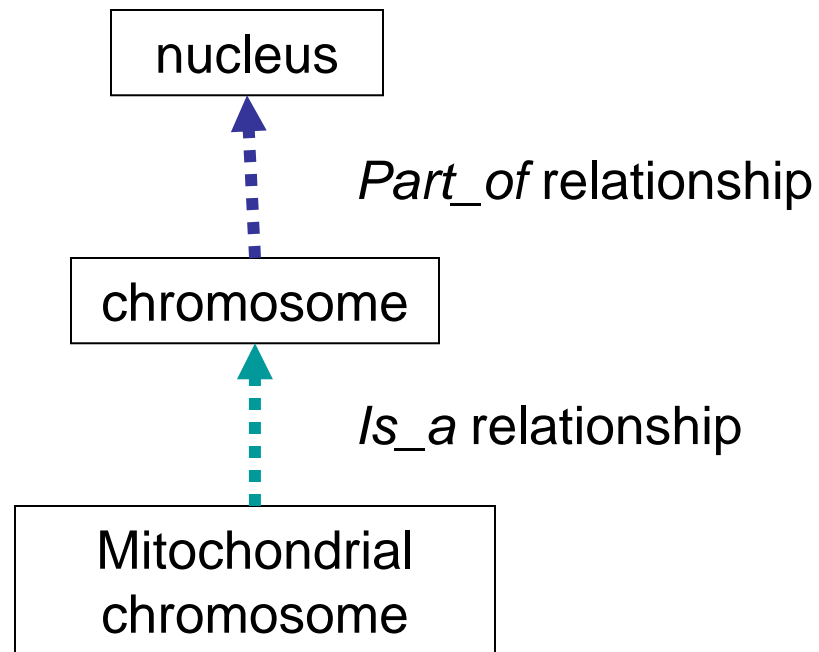 nucleus
Part_of relationship
chromosome
Is_a relationship
Mitochondrial
chromosome